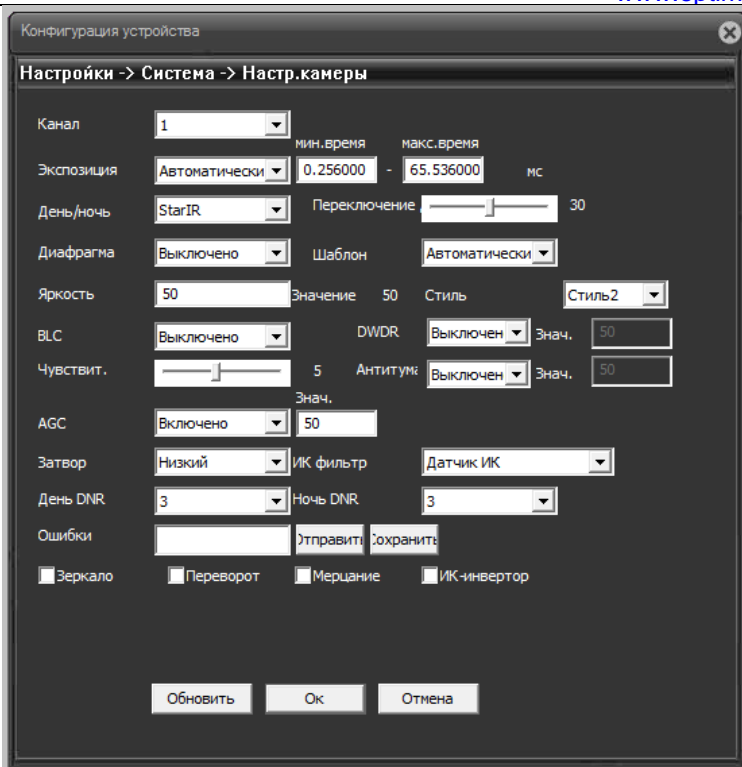 Конфигурация устройства
Настройки -> Система -> Настр.камеры
Канал 1
мин.время макс.время
Экспозиция Автоматически 0.256000 - 65.536000 мс
День/ночь StarIR Переключение 30
Диафрагма Выключено Шаблон Автоматически
Яркость 50 Значение 50 Стиль Стиль2
BLC Выключено DWDR Выключен Знач. 50
Чувствит. 5 Антитума Выключен Знач. 50
Знач.
AGC Включено 50
Затвор Низкий ИК фильтр Датчик ИК
День DNR 3 Ночь DNR 3
Ошибки Отправить Сохранить
Зеркало Переворот Мерцание ИК-инвертор
Обновить Ок Отмена